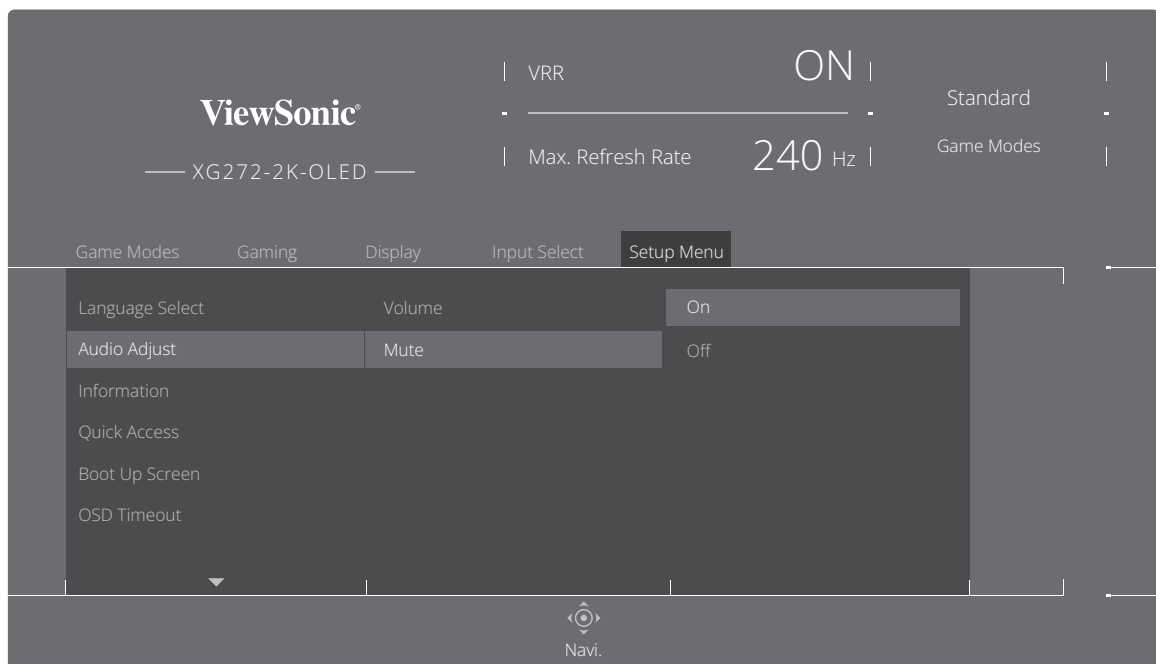 ViewSonic®
XG272-2K-OLED
VRR ON
Max. Refresh Rate 240 Hz
Standard
Game Modes
Game Modes Gaming Display Input Select Setup Menu
Language Select Volume On
Audio Adjust Mute Off
Information
Quick Access
Boot Up Screen
OSD Timeout
Navi.